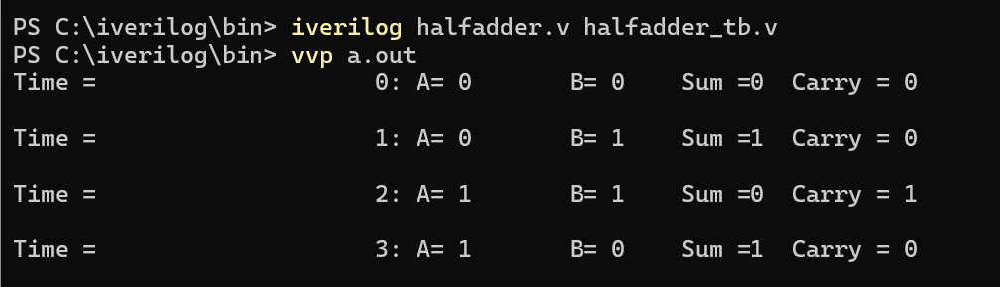 PS C:\iverilog\bin> iverilog halfadder.v halfadder_tb.v
PS C:\iverilog\bin> vvp a.out
Time =                    0: A= 0       B= 0    Sum =0  Carry = 0
Time =                    1: A= 0       B= 1    Sum =1  Carry = 0
Time =                    2: A= 1       B= 1    Sum =0  Carry = 1
Time =                    3: A= 1       B= 0    Sum =1  Carry = 0